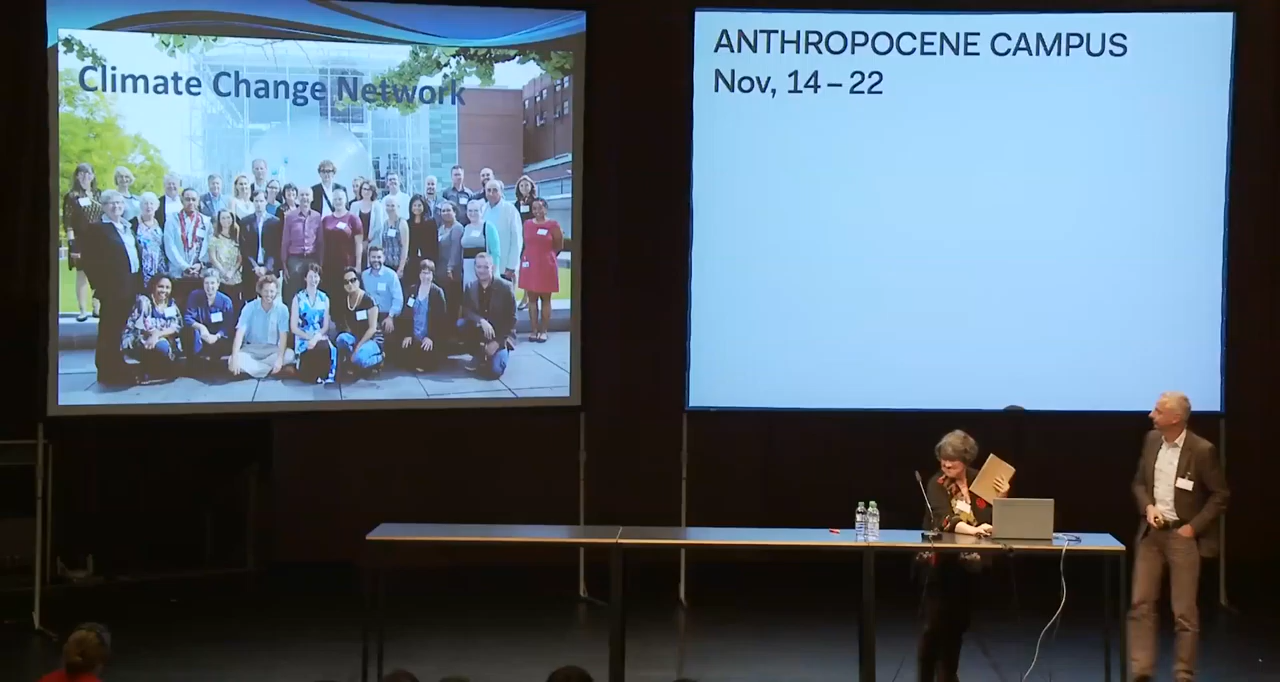 Climate Change Network
ANTHROPOCENE CAMPUS
Nov, 14 – 22